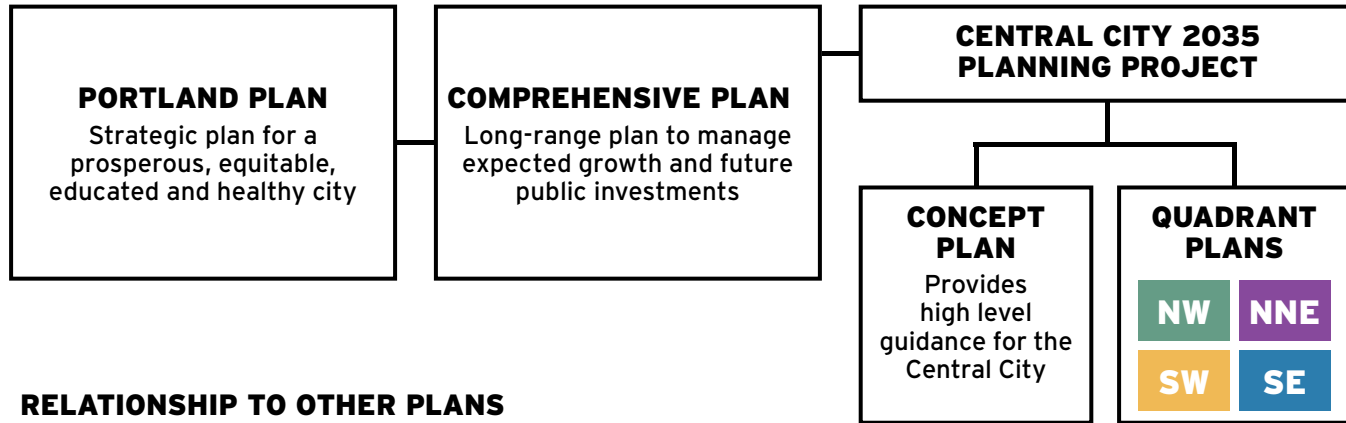 PORTLAND PLAN
Strategic plan for a
prosperous, equitable,
educated and healthy city
COMPREHENSIVE PLAN
Long-range plan to manage
expected growth and future
public investments
CENTRAL CITY 2035
PLANNING PROJECT
CONCEPT
PLAN
Provides
high level
guidance for the
Central City
QUADRANT
PLANS
NW
NNE
SW
SE
RELATIONSHIP TO OTHER PLANS